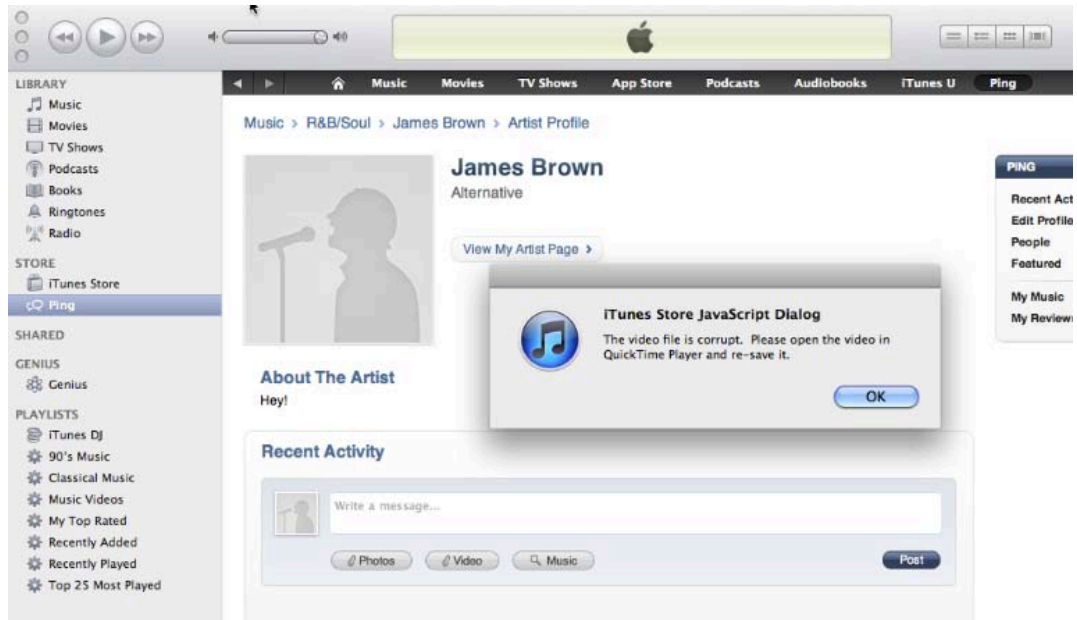 LIBRARY
Music
Movies
TV Shows
Podcasts
Books
Ringtones
Radio
STORE
iTunes Store
Ping
SHARED
GENIUS
Genius
PLAYLISTS
iTunes DJ
90's Music
Classical Music
Music Videos
My Top Rated
Recently Added
Recently Played
Top 25 Most Played
Music Movies TV Shows App Store Podcasts Audiobooks iTunes U Ping
Music > R&B/Soul > James Brown > Artist Profile
James Brown
Alternative
View My Artist Page >
About The Artist
Hey!
iTunes Store JavaScript
Dialog
The video file is corrupt. Please open the video in
QuickTime Player and re-save it.
OK
Recent Activity
Write a message...
Photos Video Music Post
PING
Recent Act
Edit Profile
People
Featured
My Music
My Reviews